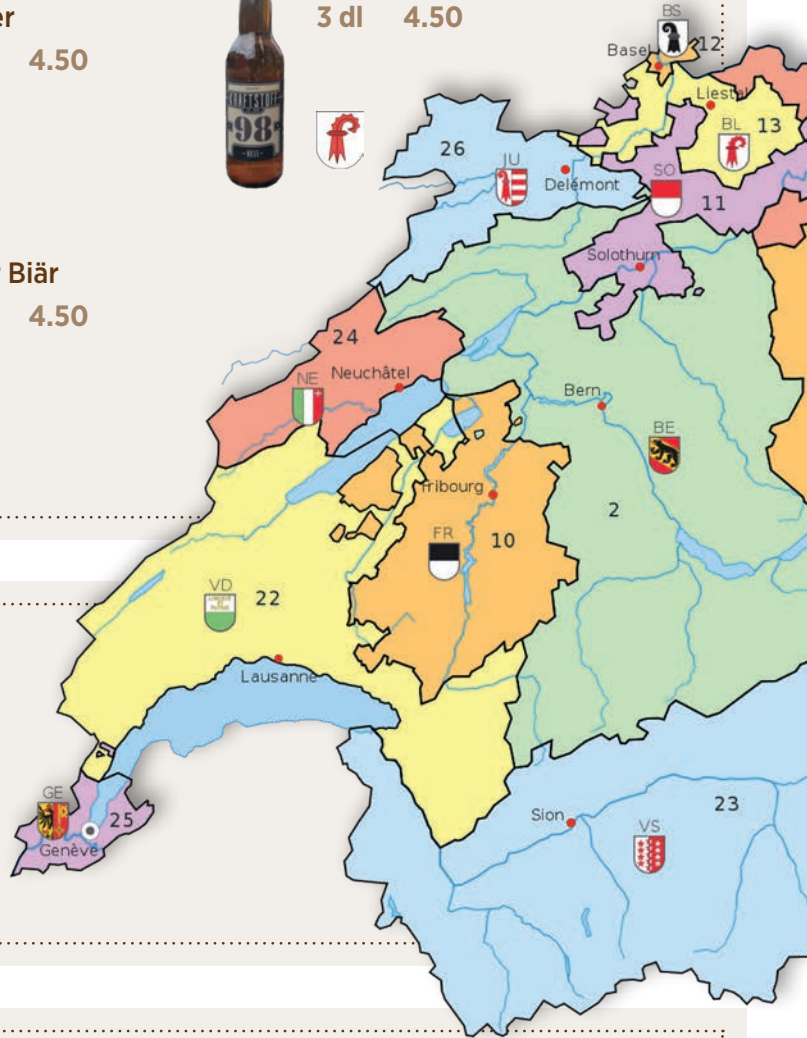 er
3 dl 4.50
4.50
KRAFTSTOFF
98
HELL
r Biär
4.50
BS
12
Basel
Liestal
BL
13
26
JU
Delémont
SO
11
Solothurn
24
NE
Neuchâtel
Bern
BE
Fribourg
FR
10
2
VD
22
Lausanne
GE
25
Genève
Sion
23
VS